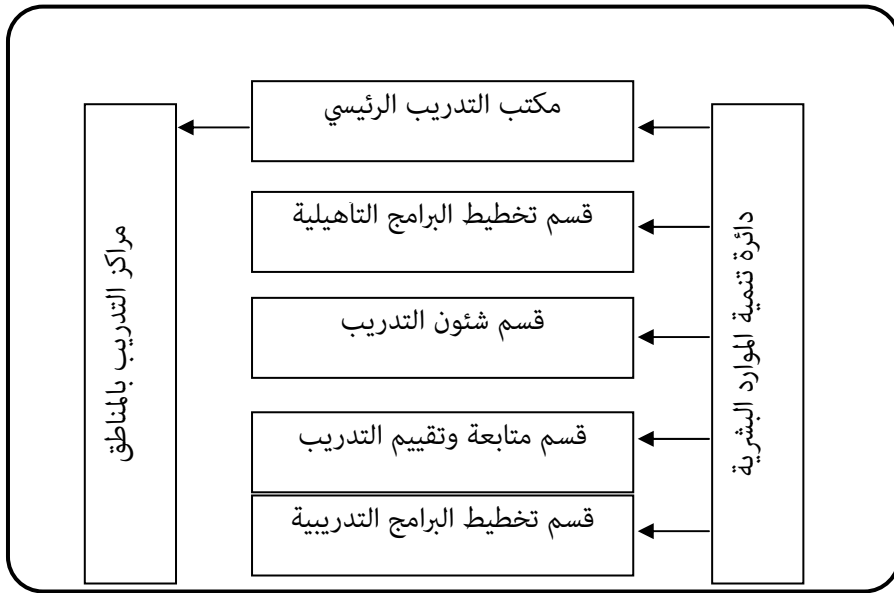 دائرة تنمية الموارد البشرية
مكتب التدريب الرئيسي
قسم تخطيط البرامج التأهيلية
قسم شئون التدريب
قسم متابعة وتقييم التدريب
قسم تخطيط البرامج التدريبية
مراكز التدريب بالمناطق